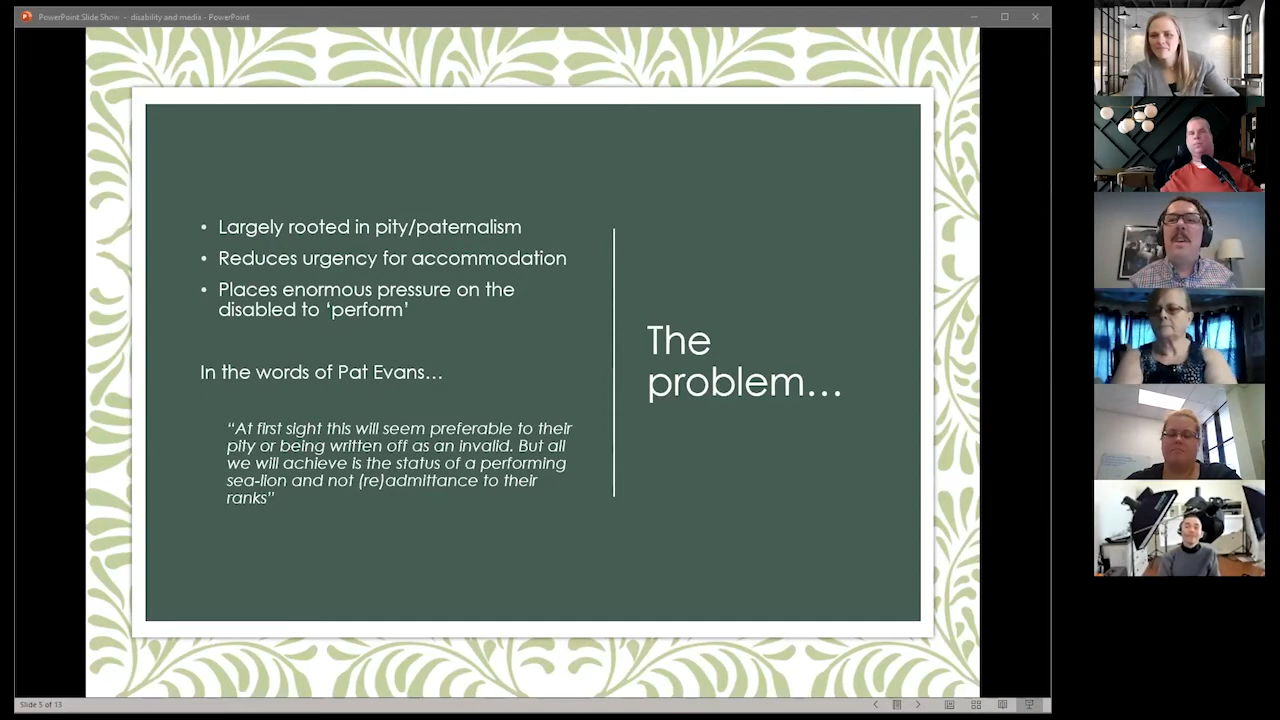 PowerPoint Slide Show - disability and media - PowerPoint
• Largely rooted in pity/paternalism
• Reduces urgency for accommodation
• Places enormous pressure on the
disabled to ‘perform’
In the words of Pat Evans…
“At first sight this will seem preferable to their
pity or being written off as an invalid. But all
we will achieve is the status of a performing
sea-lion and not (re)admittance to their
ranks”
The
problem…
Slide 5 of 13